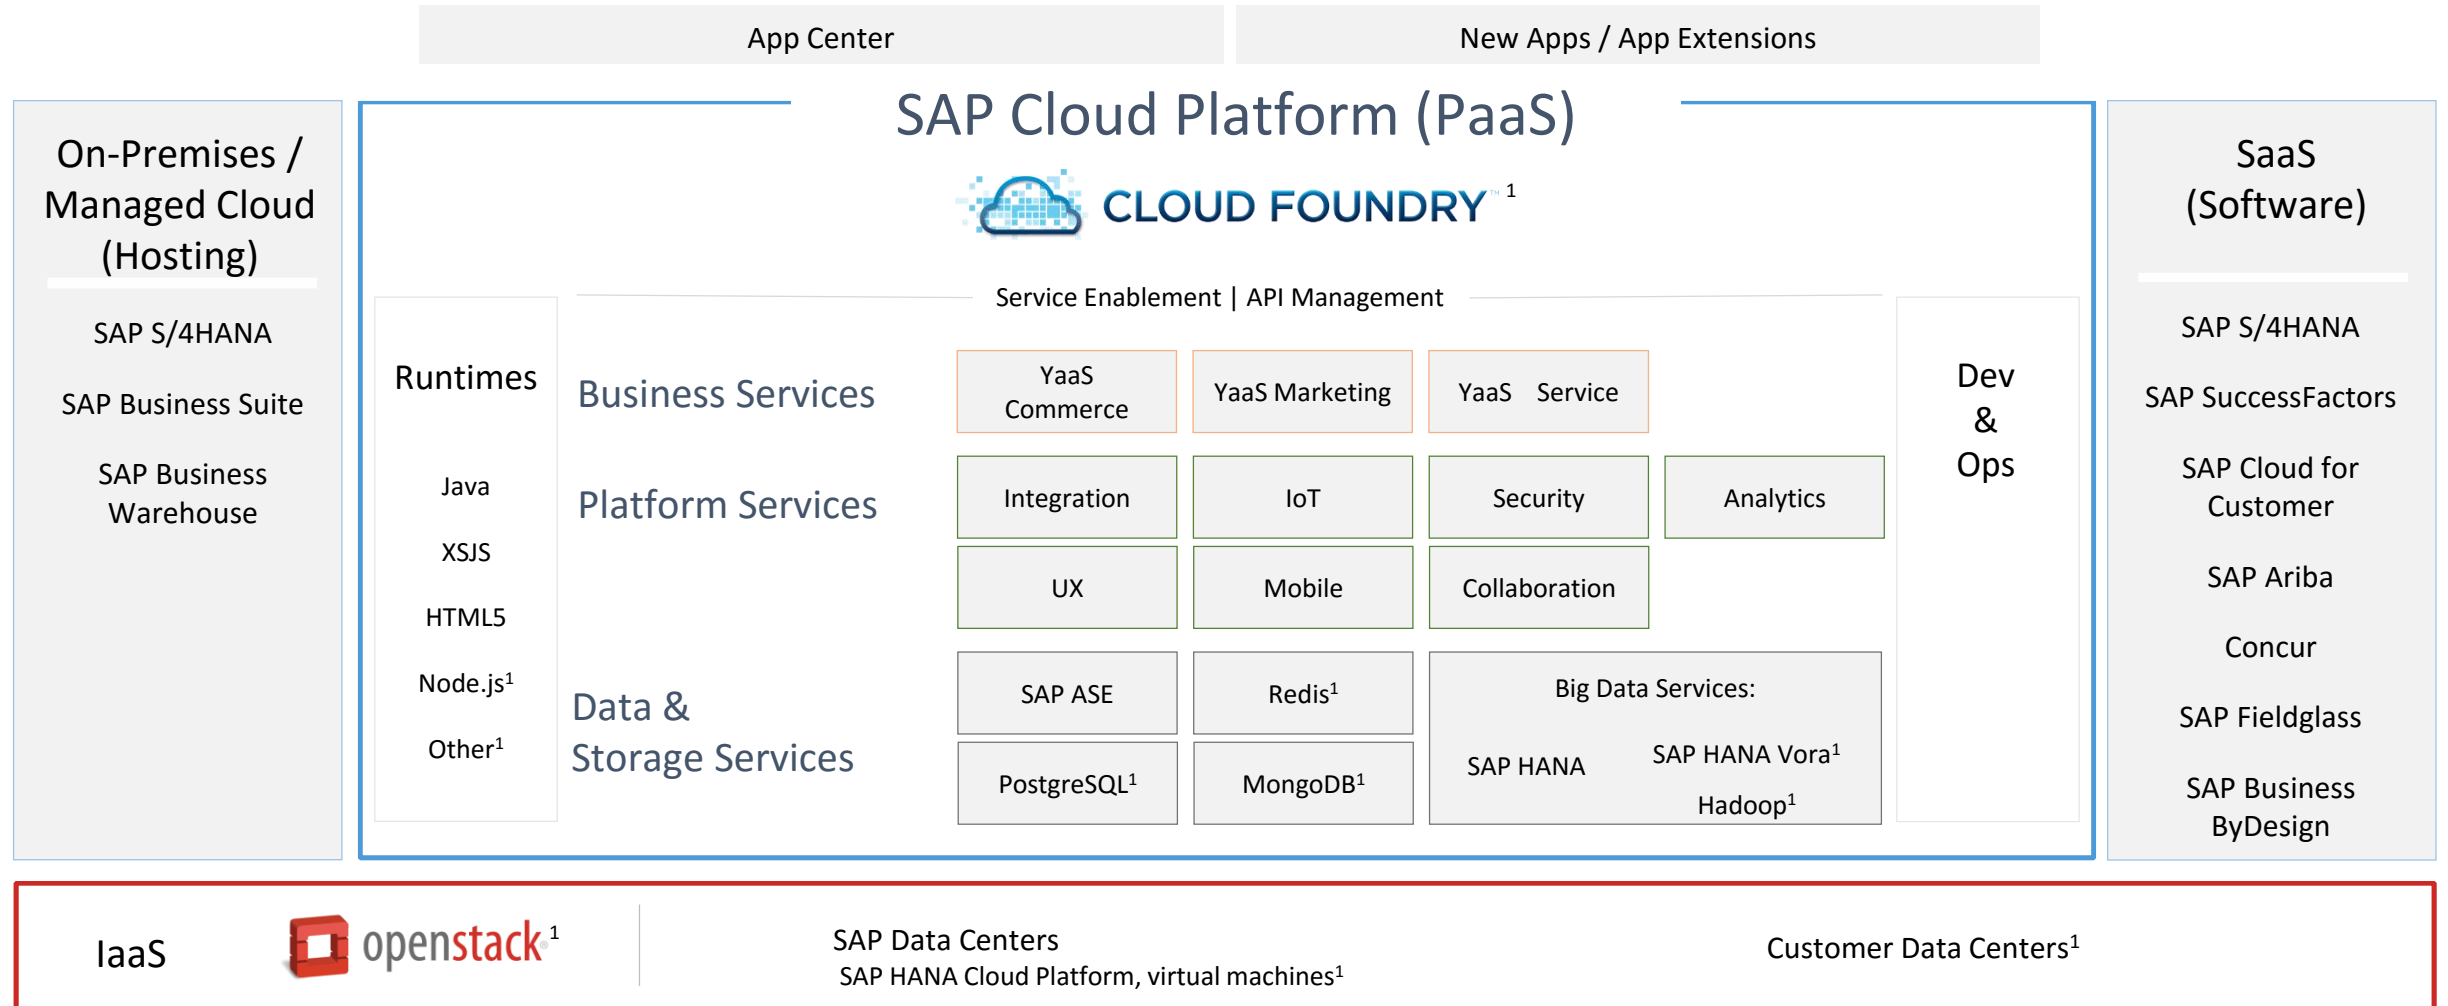 App Center
New Apps / App Extensions
SAP Cloud Platform (PaaS)
CLOUD FOUNDRY™ 1
On-Premises /
Managed Cloud
(Hosting)
SAP S/4HANA
SAP Business Suite
SAP Business
Warehouse
Service Enablement | API Management
Runtimes
Java
XSJS
HTML5
Node.js1
Other1
Business Services
YaaS
Commerce
YaaS Marketing
YaaS Service
Platform Services
Integration
IoT
Security
Analytics
UX
Mobile
Collaboration
Data &
Storage Services
SAP ASE
Redis1
PostgreSQL1
MongoDB1
Big Data Services:
SAP HANA
SAP HANA Vora1
Hadoop1
Dev
&
Ops
SaaS
(Software)
SAP S/4HANA
SAP SuccessFactors
SAP Cloud for
Customer
SAP Ariba
Concur
SAP Fieldglass
SAP Business
ByDesign
IaaS
openstack® 1
SAP Data Centers
SAP HANA Cloud Platform, virtual machines1
Customer Data Centers1